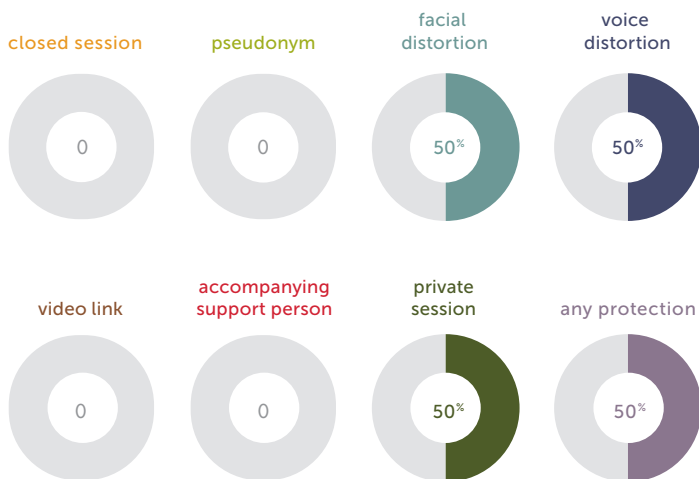 closed session
pseudonym
facial
distortion
voice
distortion
0
0
50%
50%
video link
accompanying
support person
private
session
any protection
0
0
50%
50%